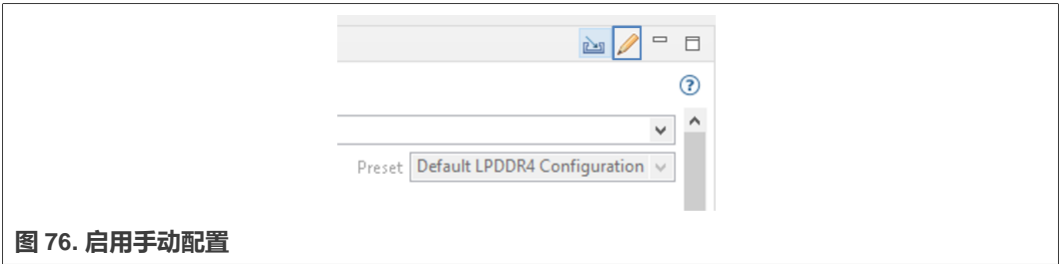 Preset Default LPDDR4 Configuration
图 76. 启用手动配置